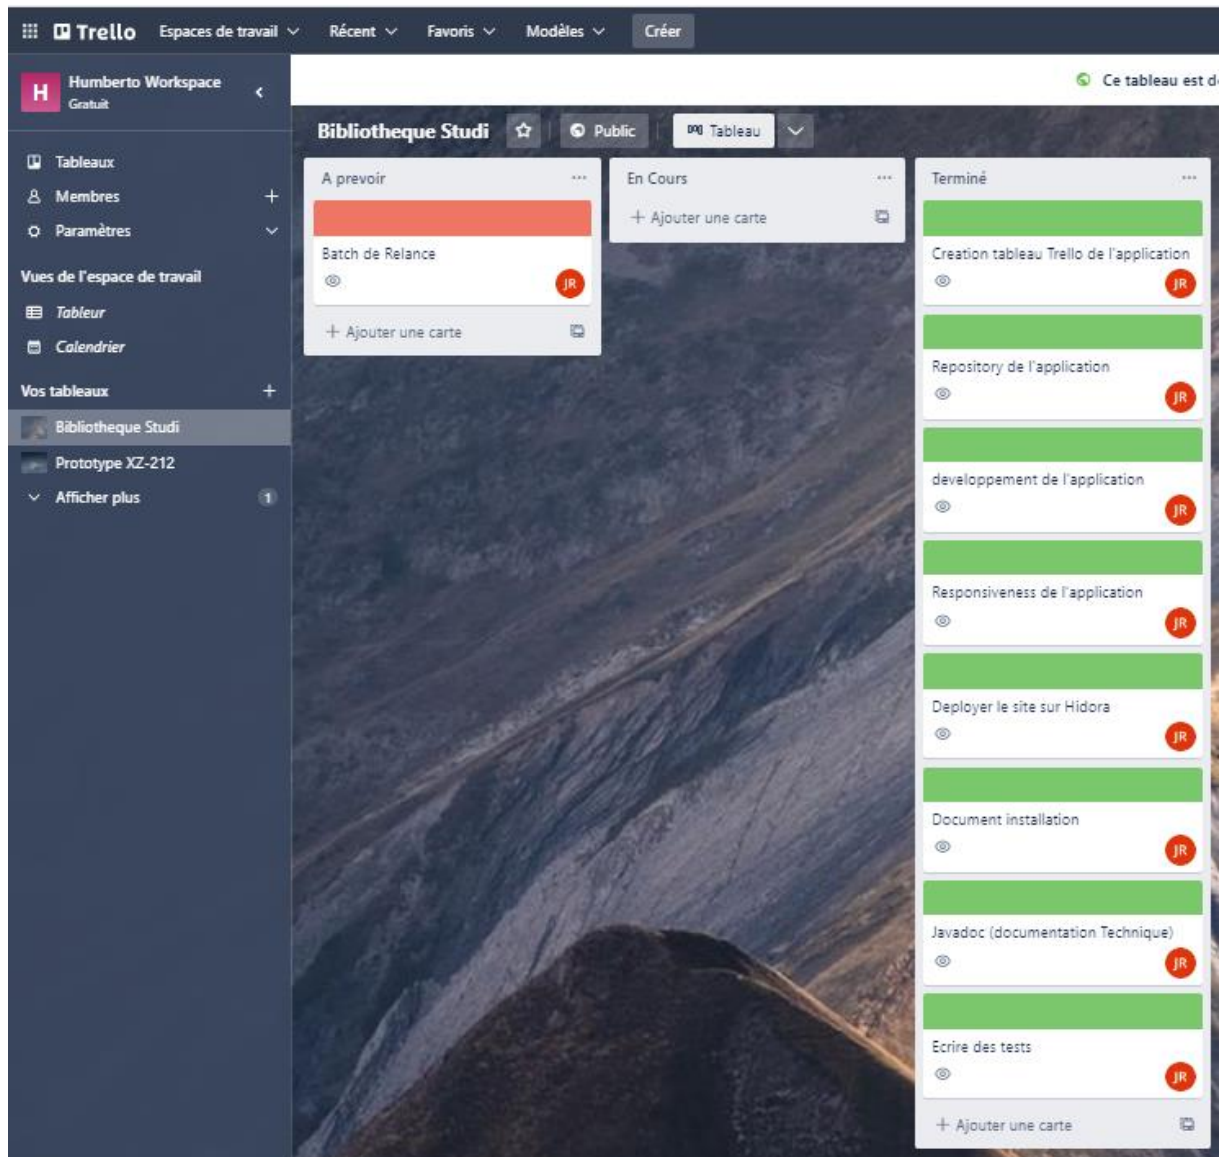 Trello Espaces de travail Récent Favoris Modèles Créer
H Humberto Workspace
Gratuit
Ce tableau est d
Bibliotheque Studi Public Tableau
Tableaux
Membres
Paramètres
Vues de l'espace de travail
Tableur
Calendrier
Vos tableaux
Bibliotheque Studi
Prototype XZ-212
Afficher plus 1
A prevoir
Batch de Relance
JR
Ajouter une carte
En Cours
Ajouter une carte
Terminé
Creation tableau Trello de l'application
JR
Repository de l'application
JR
developpement de l'application
JR
Responsiveness de l'application
JR
Deployer le site sur Hidora
JR
Document installation
JR
Javadoc (documentation Technique)
JR
Ecrire des tests
JR
Ajouter une carte